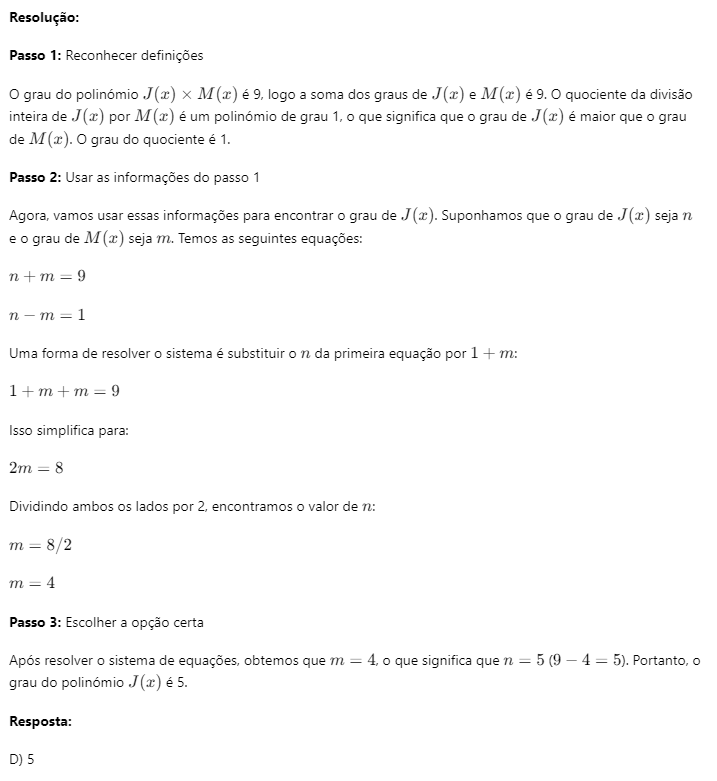 Resolução:
Passo 1: Reconhecer definições
O grau do polinómio J(x) × M(x) é 9, logo a soma dos graus de J(x) e M(x) é 9. O quociente da divisão
inteira de J(x) por M(x) é um polinómio de grau 1, o que significa que o grau de J(x) é maior que o grau
de M(x). O grau do quociente é 1.
Passo 2: Usar as informações do passo 1
Agora, vamos usar essas informações para encontrar o grau de J(x). Suponhamos que o grau de J(x) seja n
e o grau de M(x) seja m. Temos as seguintes equações:
n + m = 9
n − m = 1
Uma forma de resolver o sistema é substituir o n da primeira equação por 1 + m:
1 + m + m = 9
Isso simplifica para:
2m = 8
Dividindo ambos os lados por 2, encontramos o valor de n:
m = 8/2
m = 4
Passo 3: Escolher a opção certa
Após resolver o sistema de equações, obtemos que m = 4, o que significa que n = 5 (9 − 4 = 5). Portanto, o
grau do polinómio J(x) é 5.
Resposta:
D) 5